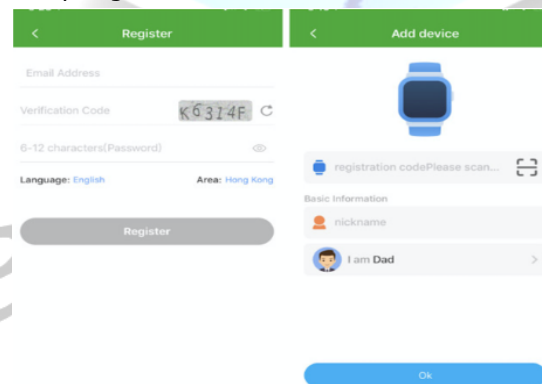 Register
Email Address
Verification Code K6314F
6-12 characters(Password)
Language: English Area: Hong Kong
Register
Add device
registration codePlease scan...
Basic Information
nickname
I am Dad
Ok